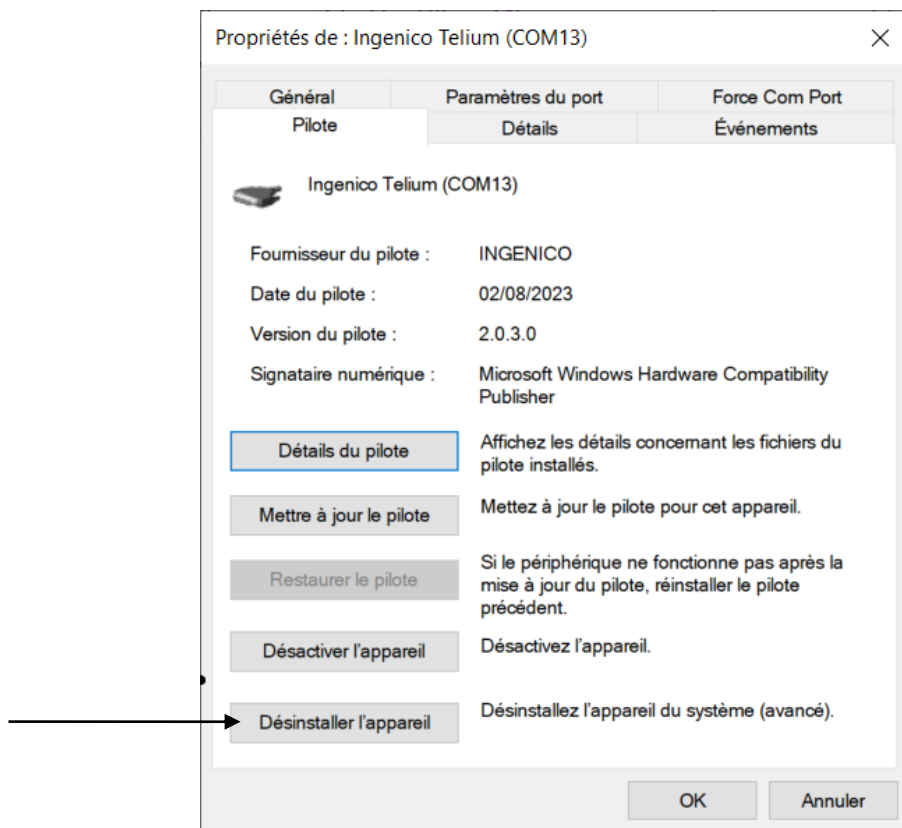 Propriétés de : Ingenico Telium (COM13)
Général
Paramètres du port
Force Com Port
Pilote
Détails
Événements
Ingenico Telium (COM13)
Fournisseur du pilote :
INGENICO
Date du pilote :
02/08/2023
Version du pilote :
2.0.3.0
Signataire numérique :
Microsoft Windows Hardware Compatibility
Publisher
Détails du pilote
Affichez les détails concernant les fichiers du
pilote installés.
Mettre à jour le pilote
Mettez à jour le pilote pour cet appareil.
Restaurer le pilote
Si le périphérique ne fonctionne pas après la
mise à jour du pilote, réinstaller le pilote
précédent.
Désactiver l'appareil
Désactivez l'appareil.
Désinstaller l'appareil
Désinstallez l'appareil du système (avancé).
OK
Annuler